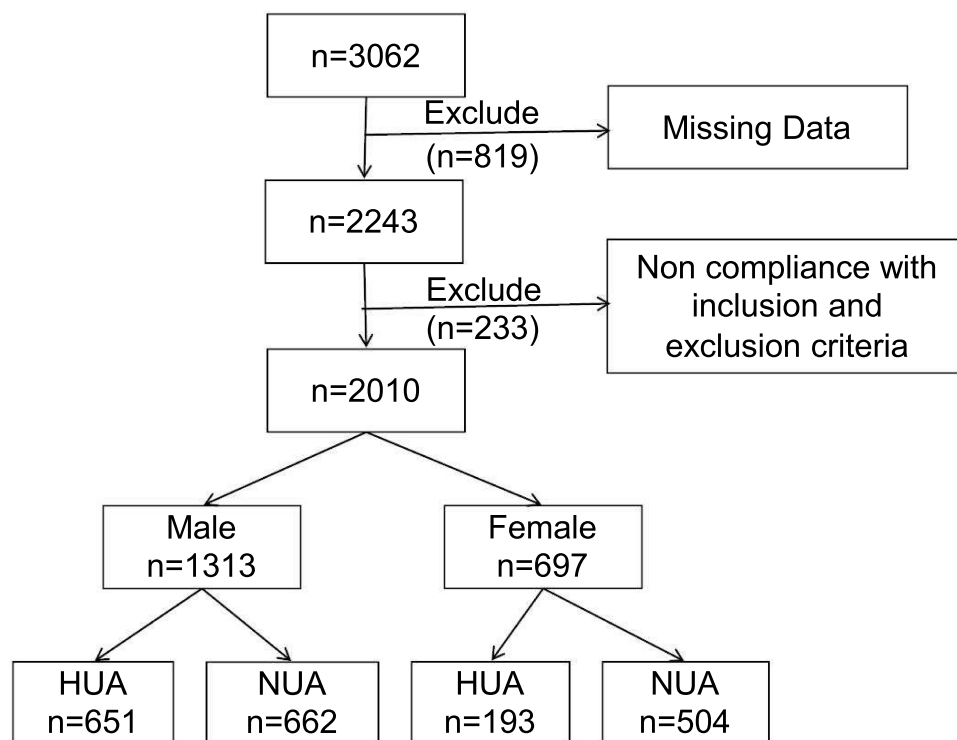 n=3062
Exclude
(n=819)
Missing Data
n=2243
Exclude
(n=233)
Non compliance with
inclusion and
exclusion criteria
n=2010
Male
n=1313
Female
n=697
HUA
n=651
NUA
n=662
HUA
n=193
NUA
n=504